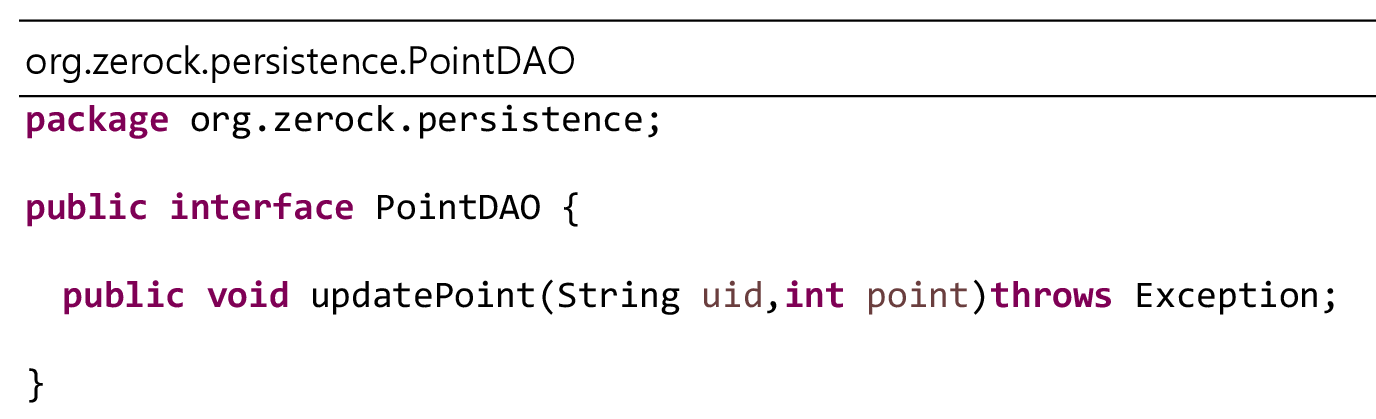 org.zerock.persistence.PointDAO
package org.zerock.persistence;
public interface PointDAO {
public void updatePoint(String uid,int point)throws Exception;
}